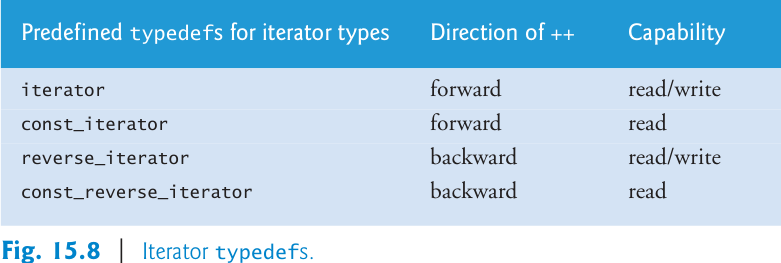 Predefined typedefs for iterator types Direction of ++ Capability
iterator forward read/write
const_iterator forward read
reverse_iterator backward read/write
const_reverse_iterator backward read
Fig. 15.8 | Iterator typedefs.